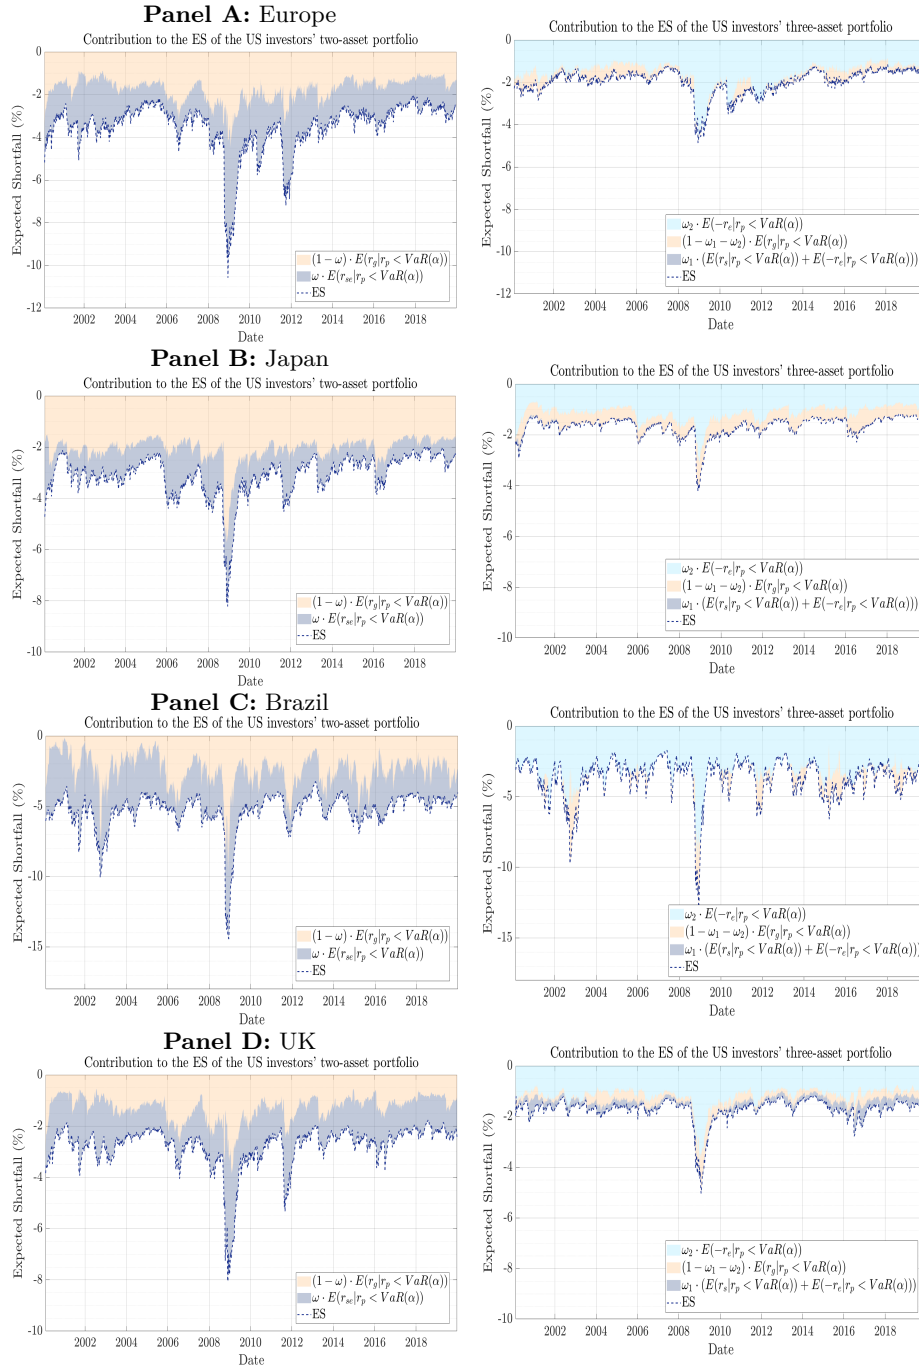 Panel A: Europe
Contribution to the ES of the US investors' two-asset portfolio
Expected Shortfall (%)
0
-2
-4
-6
-8
-10
-12
(1 − ω) · E(r_g|r_p < VaR(α))
ω · E(r_se|r_p < VaR(α))
ES
2002 2004 2006 2008 2010 2012 2014 2016 2018
Date
Contribution to the ES of the US investors' three-asset portfolio
Expected Shortfall (%)
0
-2
-4
-6
-8
-10
-12
ω_2 · E(−r_e|r_p < VaR(α))
(1 − ω_1 − ω_2) · E(r_g|r_p < VaR(α))
ω_1 · (E(r_s|r_p < VaR(α)) + E(−r_e|r_p < VaR(α)))
ES
2002 2004 2006 2008 2010 2012 2014 2016 2018
Date
Panel B: Japan
Contribution to the ES of the US investors' two-asset portfolio
Expected Shortfall (%)
0
-2
-4
-6
-8
-10
(1 − ω) · E(r_g|r_p < VaR(α))
ω · E(r_se|r_p < VaR(α))
ES
2002 2004 2006 2008 2010 2012 2014 2016 2018
Date
Contribution to the ES of the US investors' three-asset portfolio
Expected Shortfall (%)
0
-2
-4
-6
-8
-10
ω_2 · E(−r_e|r_p < VaR(α))
(1 − ω_1 − ω_2) · E(r_g|r_p < VaR(α))
ω_1 · (E(r_s|r_p < VaR(α)) + E(−r_e|r_p < VaR(α)))
ES
2002 2004 2006 2008 2010 2012 2014 2016 2018
Date
Panel C: Brazil
Contribution to the ES of the US investors' two-asset portfolio
Expected Shortfall (%)
0
-5
-10
-15
(1 − ω) · E(r_g|r_p < VaR(α))
ω · E(r_se|r_p < VaR(α))
ES
2002 2004 2006 2008 2010 2012 2014 2016 2018
Date
Contribution to the ES of the US investors' three-asset portfolio
Expected Shortfall (%)
0
-5
-10
-15
ω_2 · E(−r_e|r_p < VaR(α))
(1 − ω_1 − ω_2) · E(r_g|r_p < VaR(α))
ω_1 · (E(r_s|r_p < VaR(α)) + E(−r_e|r_p < VaR(α)))
ES
2002 2004 2006 2008 2010 2012 2014 2016 2018
Date
Panel D: UK
Contribution to the ES of the US investors' two-asset portfolio
Expected Shortfall (%)
0
-2
-4
-6
-8
-10
(1 − ω) · E(r_g|r_p < VaR(α))
ω · E(r_se|r_p < VaR(α))
ES
2002 2004 2006 2008 2010 2012 2014 2016 2018
Date
Contribution to the ES of the US investors' three-asset portfolio
Expected Shortfall (%)
0
-2
-4
-6
-8
-10
ω_2 · E(−r_e|r_p < VaR(α))
(1 − ω_1 − ω_2) · E(r_g|r_p < VaR(α))
ω_1 · (E(r_s|r_p < VaR(α)) + E(−r_e|r_p < VaR(α)))
ES
2002 2004 2006 2008 2010 2012 2014 2016 2018
Date